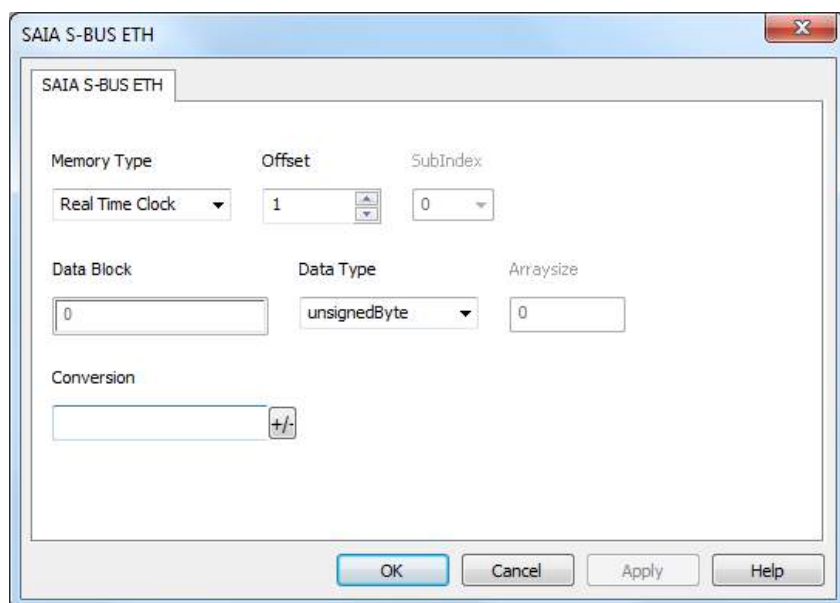 SAIA S-BUS ETH
SAIA S-BUS ETH
Memory Type Offset SubIndex
Real Time Clock 1 0
Data Block Data Type Arraysize
0 unsignedByte 0
Conversion
+/-
OK Cancel Apply Help